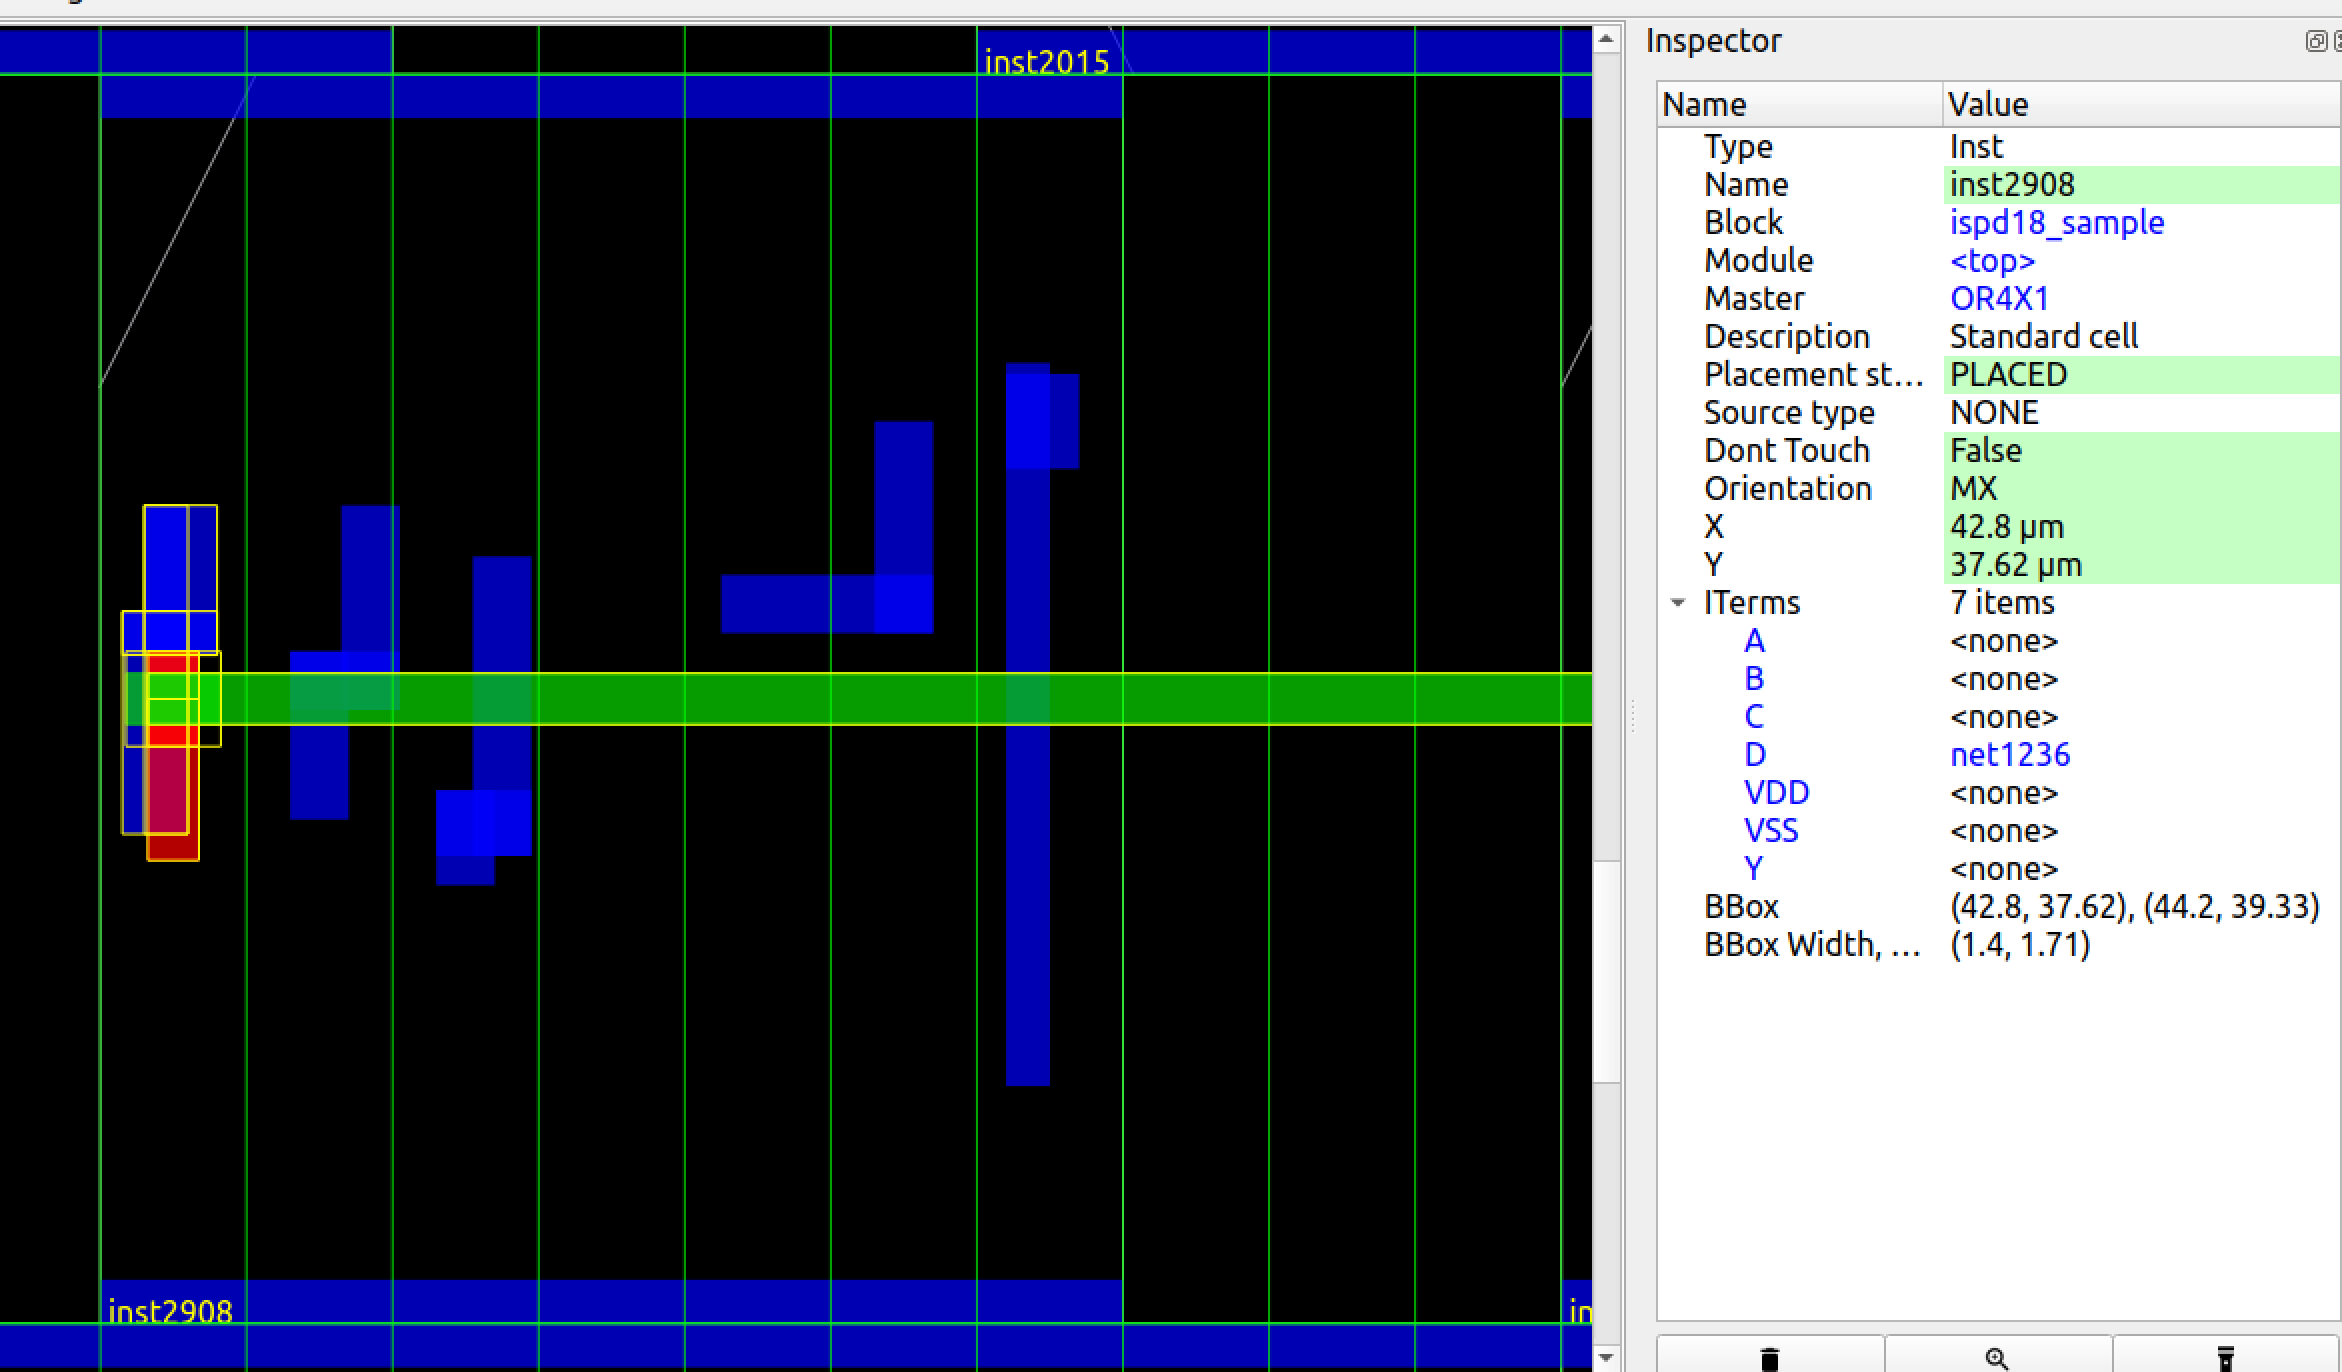 inst2015
inst2908
Inspector
Name Value
Type Inst
Name inst2908
Block ispd18_sample
Module <top>
Master OR4X1
Description Standard cell
Placement st... PLACED
Source type NONE
Dont Touch False
Orientation MX
X 42.8 µm
Y 37.62 µm
ITerms 7 items
A <none>
B <none>
C <none>
D net1236
VDD <none>
VSS <none>
Y <none>
BBox (42.8, 37.62), (44.2, 39.33)
BBox Width, ... (1.4, 1.71)